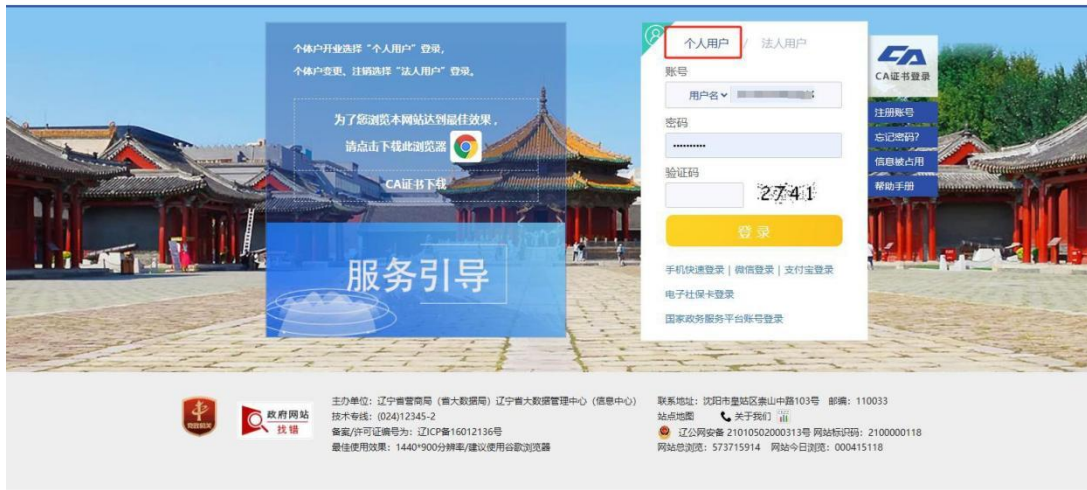 个体户开业选择“个人用户”登录,
个体户变更、注销选择“法人用户”登录。
为了您浏览本网站达到最佳效果,
请点击下载此浏览器
CA证书下载
服务引导
个人用户 / 法人用户
账号
用户名
密码
验证码
2741
登 录
手机快速登录 | 微信登录 | 支付宝登录
电子社保卡登录
国家政务服务平台账号登录
CA
CA证书登录
注册账号
忘记密码?
信息被占用
帮助手册
党政机关
政府网站
找错
主办单位: 辽宁省营商局 (省大数据局) 辽宁省大数据管理中心 (信息中心)
技术专线: (024)12345-2
备案/许可证编号为: 辽ICP备16012136号
最佳使用效果: 1440*900分辨率/建议使用谷歌浏览器
联系地址: 沈阳市皇姑区崇山中路103号 邮编: 110033
站点地图 关于我们
辽公网安备 21010502000313号 网站标识码: 2100000118
网站总浏览: 573715914 网站今日浏览: 000415118